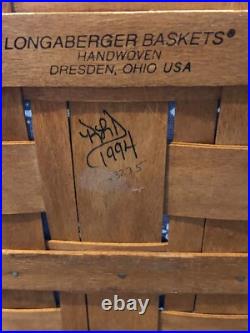 LONGABERGER BASKETS®
HANDWOVEN
DRESDEN, OHIO USA
1994